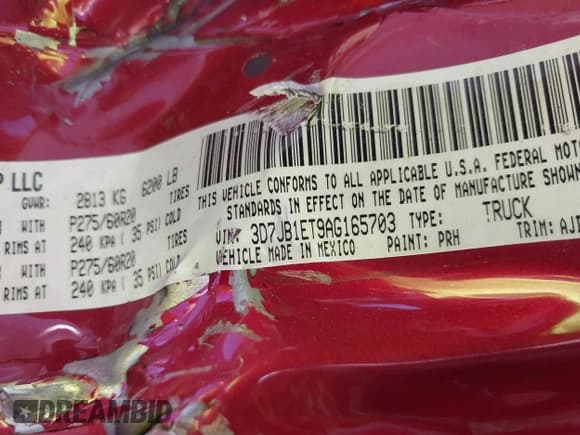 P LLC
GVWR: 2813 KG 6200 LB
WITH P275/60R20 TIRES
RIMS AT 240 KPA ( 35 PSI) COLD
WITH P275/60R20 TIRES
RIMS AT 240 KPA ( 35 PSI) COLD
THIS VEHICLE CONFORMS TO ALL APPLICABLE U.S.A. FEDERAL MOT
STANDARDS IN EFFECT ON THE DATE OF MANUFACTURE SHOWN
VIN: 3D7JB1ET9AG165703 TYPE: TRUCK
VEHICLE MADE IN MEXICO PAINT: PRH TRIM: AJ
DREAMBID